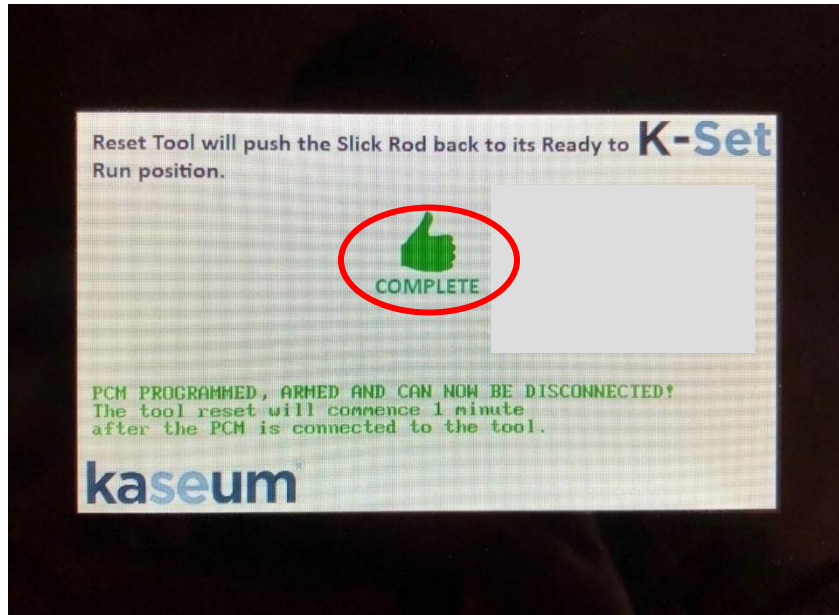 Reset Tool will push the Slick Rod back to its Ready to K-Set
Run position.
COMPLETE
PCM PROGRAMMED, ARMED AND CAN NOW BE DISCONNECTED!
The tool reset will commence 1 minute
after the PCM is connected to the tool.
kaseum